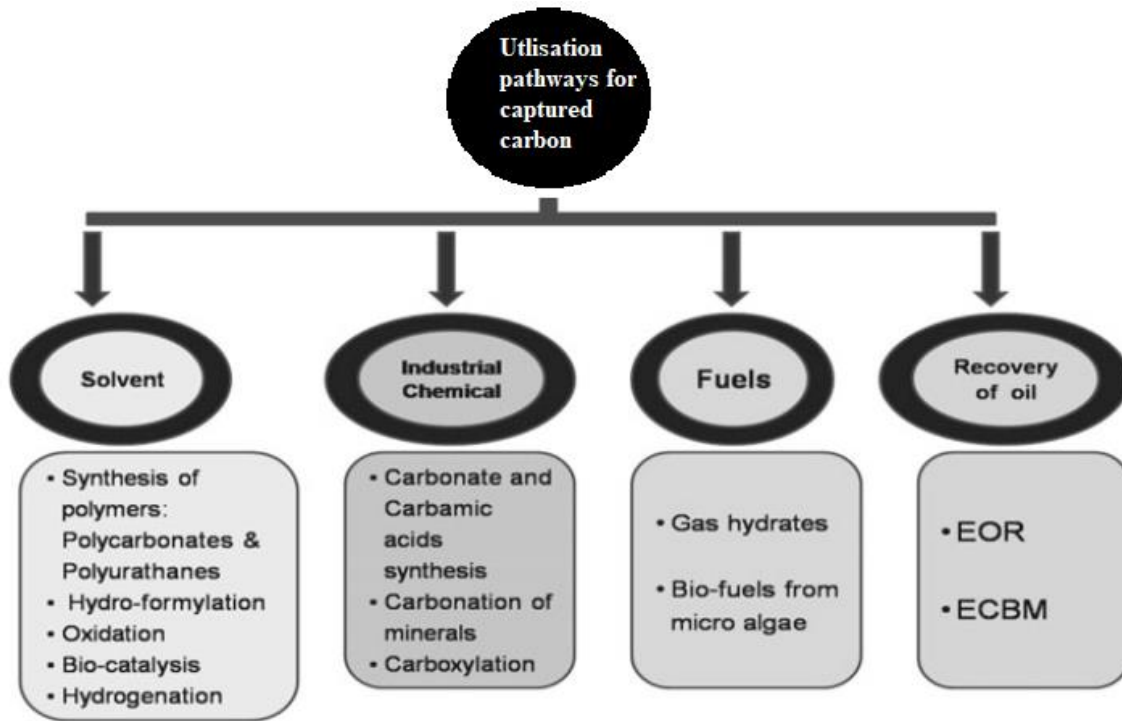 Utlisation
pathways for
captured
carbon
Solvent
Industrial
Chemical
Fuels
Recovery
of oil
• Synthesis of
polymers:
Polycarbonates &
Polyurathanes
• Hydro-formylation
• Oxidation
• Bio-catalysis
• Hydrogenation
• Carbonate and
Carbamic
acids
synthesis
• Carbonation of
minerals
• Carboxylation
• Gas hydrates
• Bio-fuels from
micro algae
• EOR
• ECBM